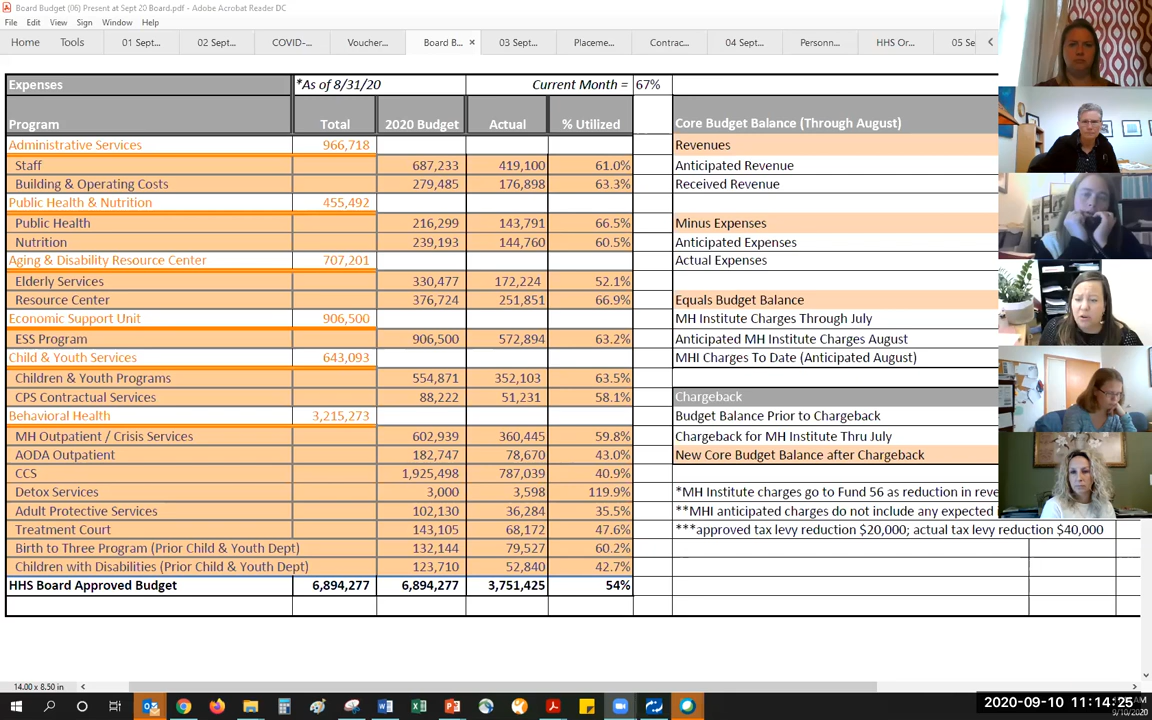 Board Budget (06) Present at Sept 20 Board.pdf - Adobe Acrobat Reader DC
File Edit View Sign Window Help
Home Tools 01 Sept... 02 Sept... COVID-... Voucher... Board B... × 03 Sept... Placeme... Contrac... 04 Sept... Personn... HHS Or... 05 Se
Expenses *As of 8/31/20 Current Month = 67%
Program Total 2020 Budget Actual % Utilized Core Budget Balance (Through August)
Administrative Services 966,718 Revenues
Staff 687,233 419,100 61.0% Anticipated Revenue
Building & Operating Costs 279,485 176,898 63.3% Received Revenue
Public Health & Nutrition 455,492
Public Health 216,299 143,791 66.5% Minus Expenses
Nutrition 239,193 144,760 60.5% Anticipated Expenses
Aging & Disability Resource Center 707,201 Actual Expenses
Elderly Services 330,477 172,224 52.1%
Resource Center 376,724 251,851 66.9% Equals Budget Balance
Economic Support Unit 906,500 MH Institute Charges Through July
ESS Program 906,500 572,894 63.2% Anticipated MH Institute Charges August
Child & Youth Services 643,093 MHI Charges To Date (Anticipated August)
Children & Youth Programs 554,871 352,103 63.5%
CPS Contractual Services 88,222 51,231 58.1% Chargeback
Behavioral Health 3,215,273 Budget Balance Prior to Chargeback
MH Outpatient / Crisis Services 602,939 360,445 59.8% Chargeback for MH Institute Thru July
AODA Outpatient 182,747 78,670 43.0% New Core Budget Balance after Chargeback
CCS 1,925,498 787,039 40.9%
Detox Services 3,000 3,598 119.9% *MH Institute charges go to Fund 56 as reduction in reve
Adult Protective Services 102,130 36,284 35.5% **MHI anticipated charges do not include any expected
Treatment Court 143,105 68,172 47.6% ***approved tax levy reduction $20,000; actual tax levy reduction $40,000
Birth to Three Program (Prior Child & Youth Dept) 132,144 79,527 60.2%
Children with Disabilities (Prior Child & Youth Dept) 123,710 52,840 42.7%
HHS Board Approved Budget 6,894,277 6,894,277 3,751,425 54%
14.00 x 8.50 in
2020-09-10 11:14:25
9/10/2020